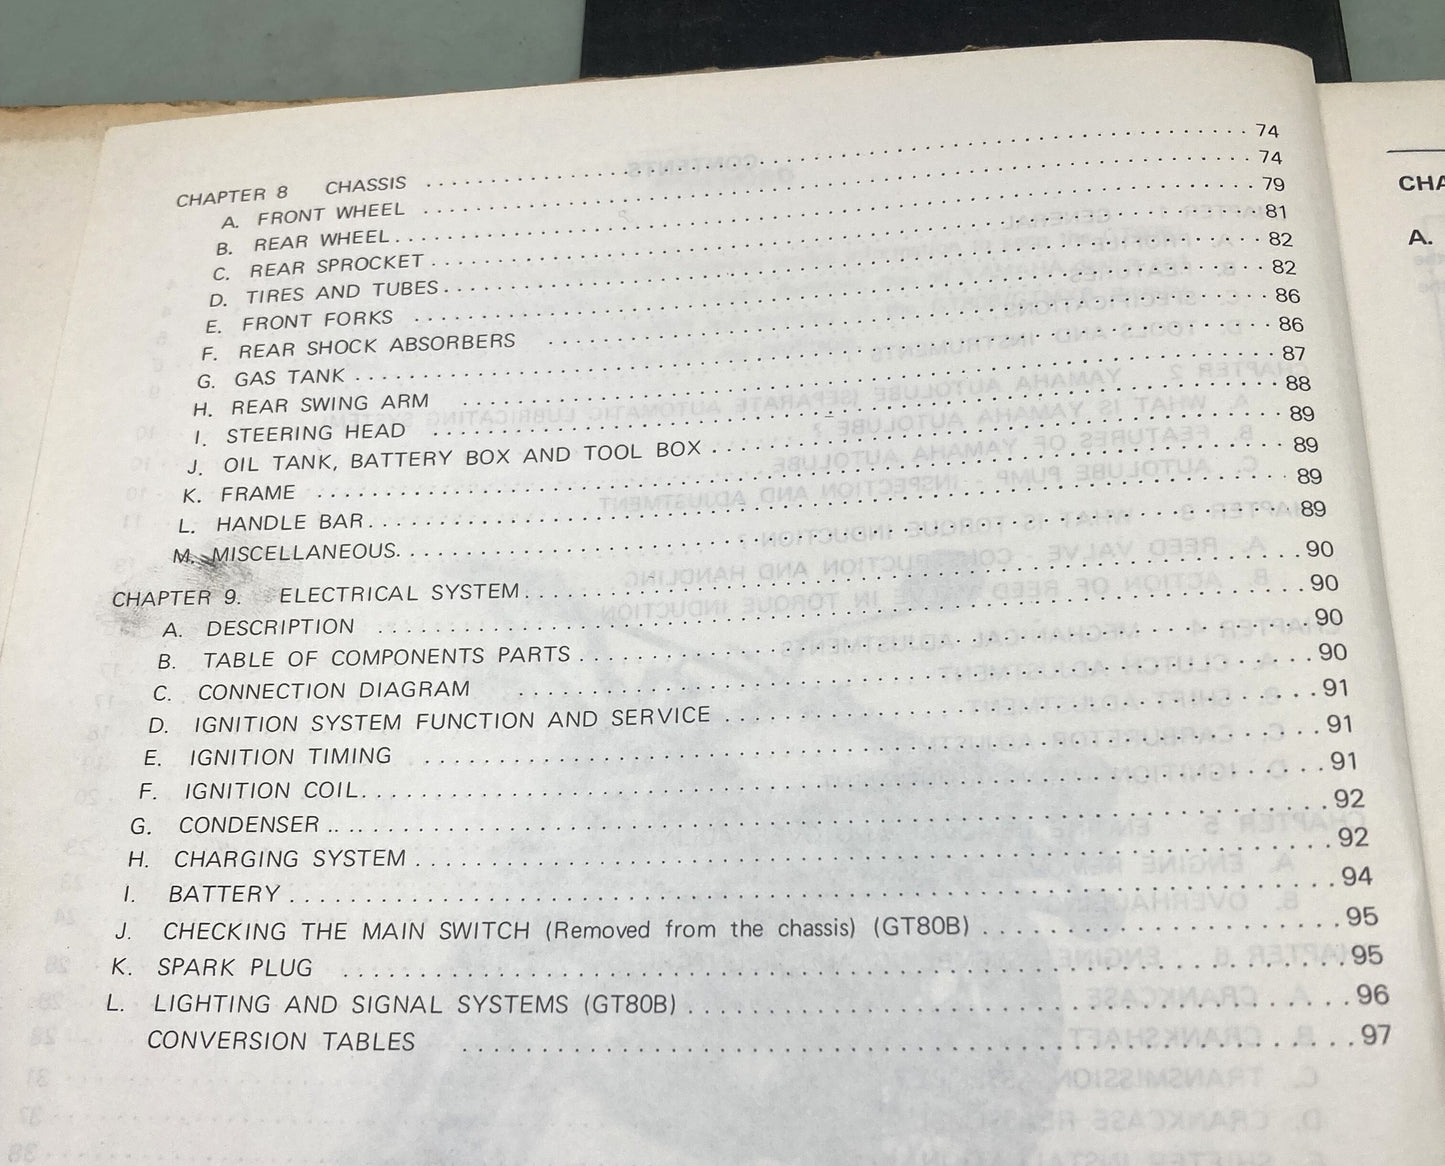 CHAPTER 8 CHASSIS ........ 74
A. FRONT WHEEL ........ 74
B. REAR WHEEL ........ 79
C. REAR SPROCKET ........ 81
D. TIRES AND TUBES ........ 82
E. FRONT FORKS ........ 82
F. REAR SHOCK ABSORBERS ........ 86
G. GAS TANK ........ 86
H. REAR SWING ARM ........ 87
I. STEERING HEAD ........ 88
J. OIL TANK, BATTERY BOX AND TOOL BOX ........ 89
K. FRAME ........ 89
L. HANDLE BAR ........ 89
M. MISCELLANEOUS ........ 89
CHAPTER 9. ELECTRICAL SYSTEM ........ 90
A. DESCRIPTION ........ 90
B. TABLE OF COMPONENTS PARTS ........ 90
C. CONNECTION DIAGRAM ........ 90
D. IGNITION SYSTEM FUNCTION AND SERVICE ........ 91
E. IGNITION TIMING ........ 91
F. IGNITION COIL ........ 91
G. CONDENSER ........ 92
H. CHARGING SYSTEM ........ 92
I. BATTERY ........ 94
J. CHECKING THE MAIN SWITCH (Removed from the chassis) (GT80B) ........ 95
K. SPARK PLUG ........ 95
L. LIGHTING AND SIGNAL SYSTEMS (GT80B) ........ 96
CONVERSION TABLES ........ 97
CHA
A.